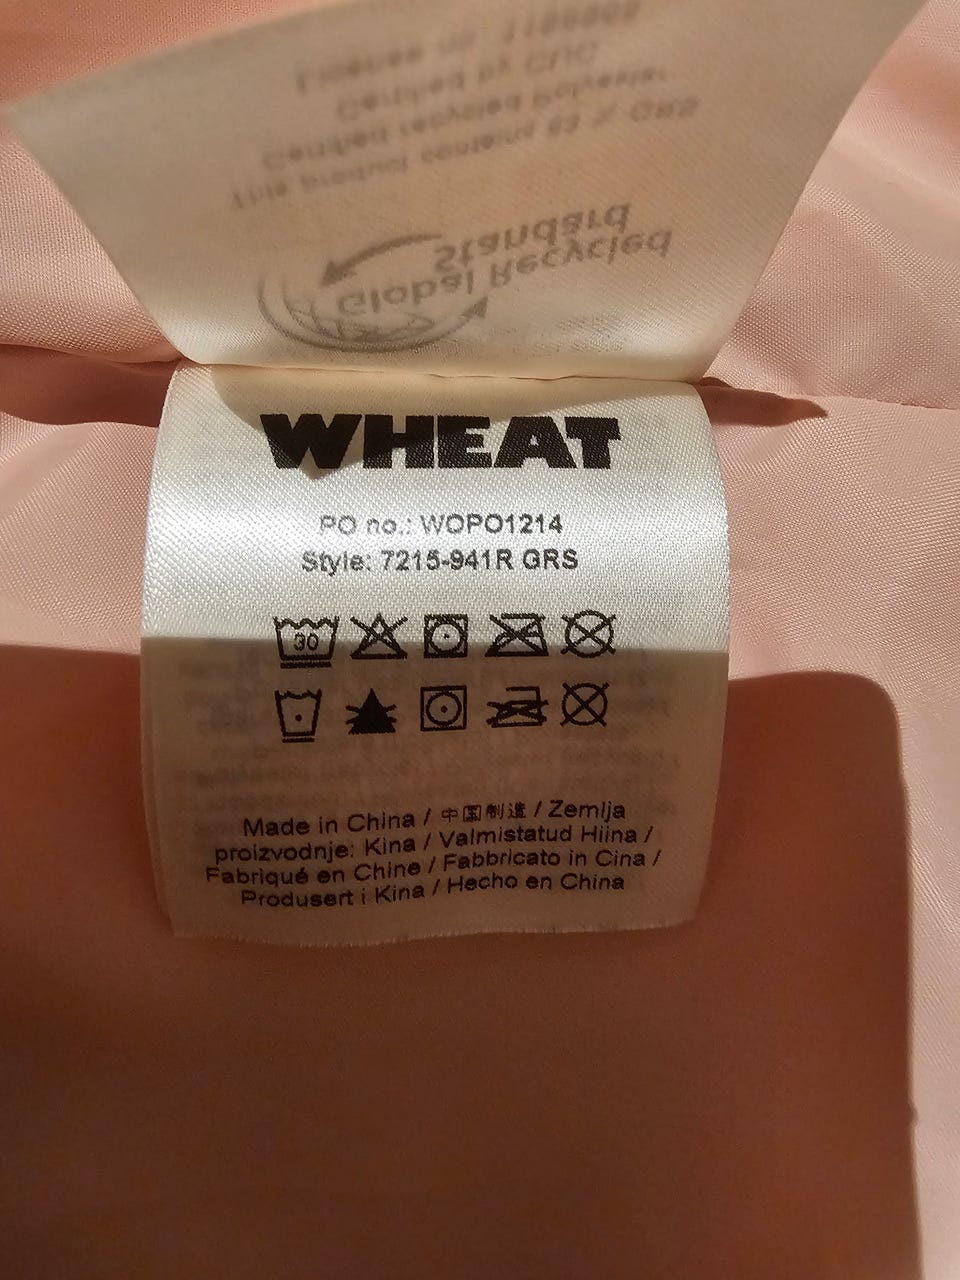 Global Recycled
Standard
This product contains 63 % GRS
Certified recycled Polyester
Certified by CUC
License nr:
WHEAT
PO no.: WOPO1214
Style: 7215-941R GRS
30
Made in China / 中国制造 / Zemlja
proizvodnje: Kina / Valmistatud Hiina /
Fabriqué en Chine / Fabbricato in Cina /
Produsert i Kina / Hecho en China